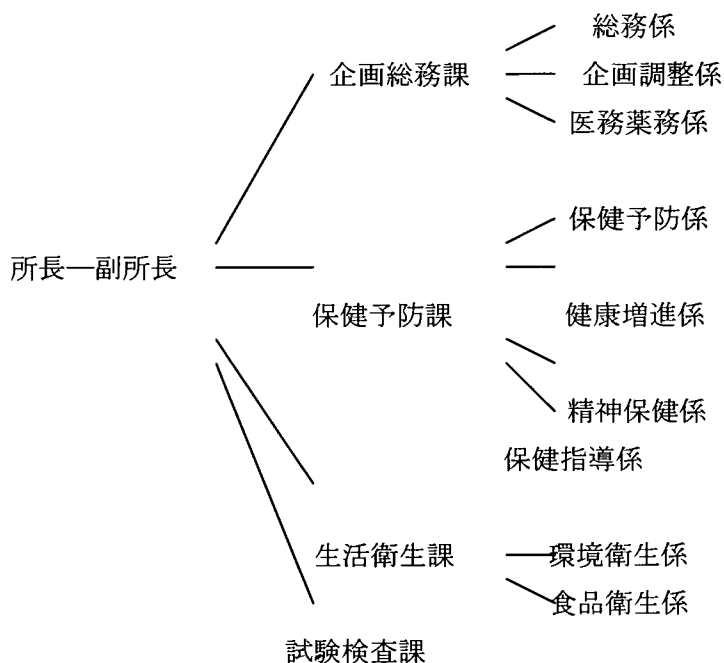 総務係
企画総務課 企画調整係
医務薬務係
保健予防係
所長―副所長
保健予防課 健康増進係
精神保健係
保健指導係
生活衛生課 環境衛生係
食品衛生係
試験検査課